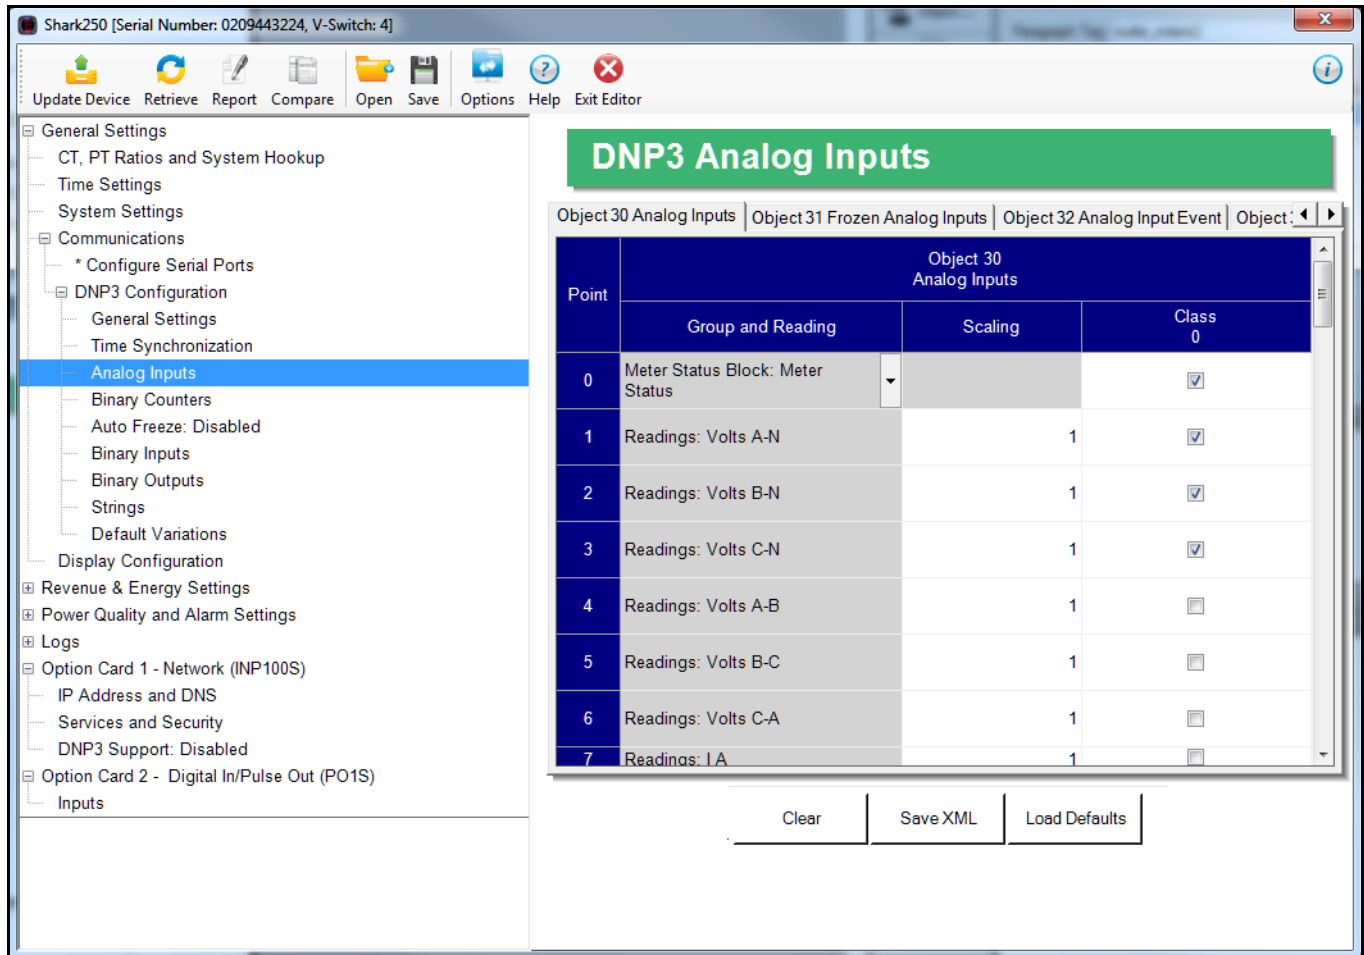 Shark250 [Serial Number: 0209443224, V-Switch: 4]
Update Device Retrieve Report Compare Open Save Options Help Exit Editor
General Settings
CT, PT Ratios and System Hookup
Time Settings
System Settings
Communications
* Configure Serial Ports
DNP3 Configuration
General Settings
Time Synchronization
Analog Inputs
Binary Counters
Auto Freeze: Disabled
Binary Inputs
Binary Outputs
Strings
Default Variations
Display Configuration
Revenue & Energy Settings
Power Quality and Alarm Settings
Logs
Option Card 1 - Network (INP100S)
IP Address and DNS
Services and Security
DNP3 Support: Disabled
Option Card 2 - Digital In/Pulse Out (PO1S)
Inputs
DNP3 Analog Inputs
Object 30 Analog Inputs Object 31 Frozen Analog Inputs Object 32 Analog Input Event Object
Point
Object 30
Analog Inputs
Group and Reading Scaling Class
0
0 Meter Status Block: Meter
Status
1 Readings: Volts A-N 1
2 Readings: Volts B-N 1
3 Readings: Volts C-N 1
4 Readings: Volts A-B 1
5 Readings: Volts B-C 1
6 Readings: Volts C-A 1
7 Readings: I A 1
Clear Save XML Load Defaults